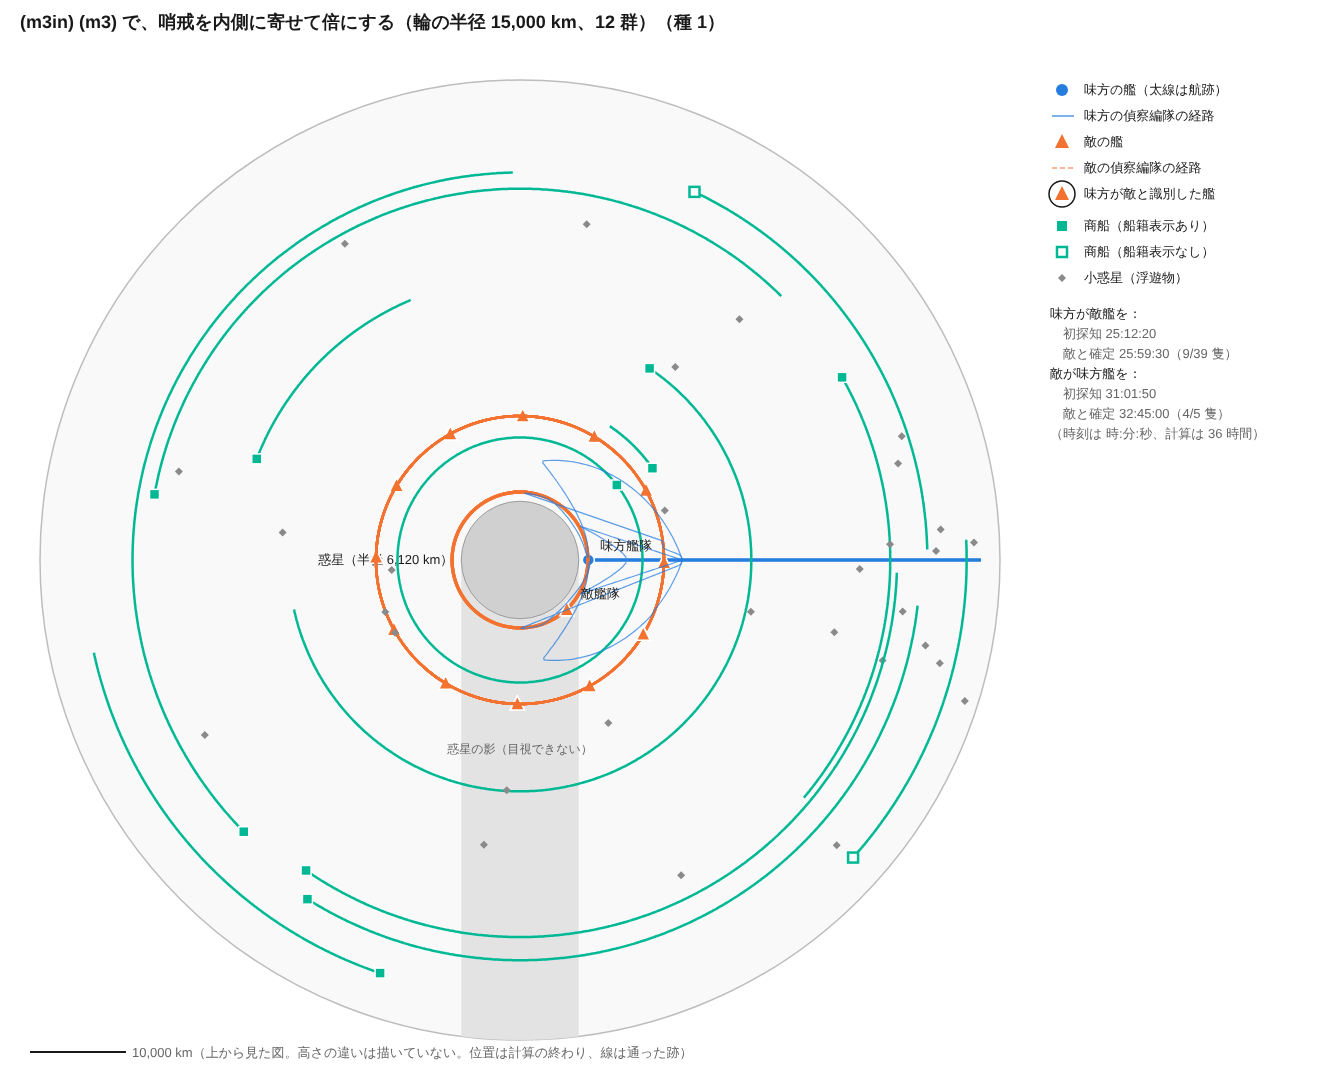 (m3in) (m3) で、哨戒を内側に寄せて倍にする（輪の半径 15,000 km、12 群）（種 1）
味方の艦（太線は航跡）
味方の偵察編隊の経路
敵の艦
敵の偵察編隊の経路
味方が敵と識別した艦
商船（船籍表示あり）
商船（船籍表示なし）
小惑星（浮遊物）
味方が敵艦を：
初探知 25:12:20
敵と確定 25:59:30（9/39 隻）
敵が味方艦を：
初探知 31:01:50
敵と確定 32:45:00（4/5 隻）
（時刻は 時:分:秒、計算は 36 時間）
味方艦隊
惑星（半径 6,120 km）
敵艦隊
惑星の影（目視できない）
10,000 km（上から見た図。高さの違いは描いていない。位置は計算の終わり、線は通った跡）